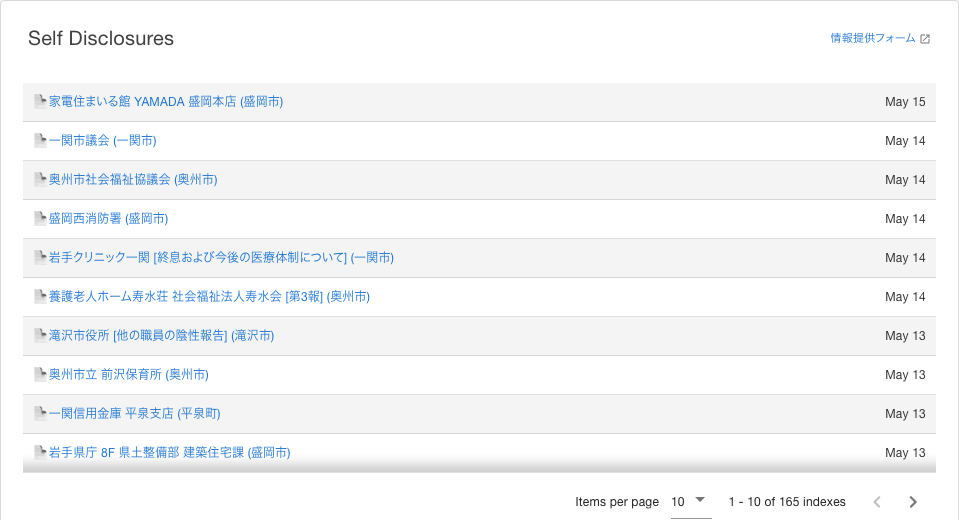 Self Disclosures
情報提供フォーム
家電住まいる館 YAMADA 盛岡本店 (盛岡市) May 15
一関市議会 (一関市) May 14
奥州市社会福祉協議会 (奥州市) May 14
盛岡西消防署 (盛岡市) May 14
岩手クリニック一関 [終息および今後の医療体制について] (一関市) May 14
養護老人ホーム寿水荘 社会福祉法人寿水会 [第3報] (奥州市) May 14
滝沢市役所 [他の職員の陰性報告] (滝沢市) May 13
奥州市立 前沢保育所 (奥州市) May 13
一関信用金庫 平泉支店 (平泉町) May 13
岩手県庁 8F 県土整備部 建築住宅課 (盛岡市) May 13
Items per page 10 1 - 10 of 165 indexes